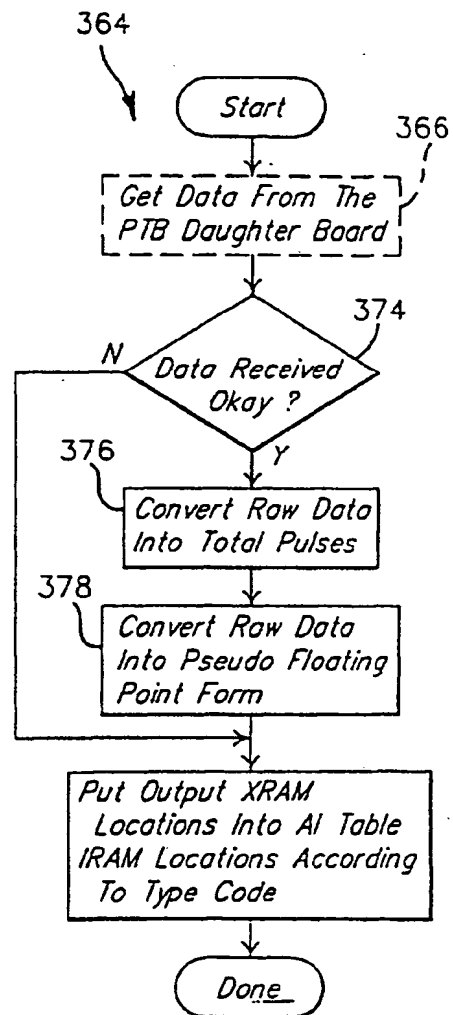 364
Start
366
Get Data From The
PTB Daughter Board
374
N
Data Received
Okay ?
Y
376
Convert Raw Data
Into Total Pulses
378
Convert Raw Data
Into Pseudo Floating
Point Form
Put Output XRAM
Locations Into AI Table
IRAM Locations According
To Type Code
Done